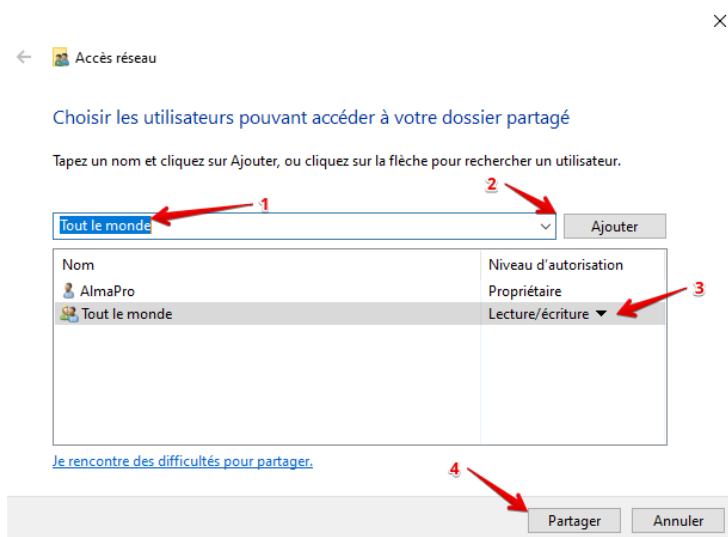 Accès réseau
Choisir les utilisateurs pouvant accéder à votre dossier partagé
Tapez un nom et cliquez sur Ajouter, ou cliquez sur la flèche pour rechercher un utilisateur.
2
1
Tout le monde
Ajouter
Nom Niveau d'autorisation
AlmaPro Propriétaire
3
Tout le monde Lecture/écriture
Je rencontre des difficultés pour partager.
4
Partager Annuler